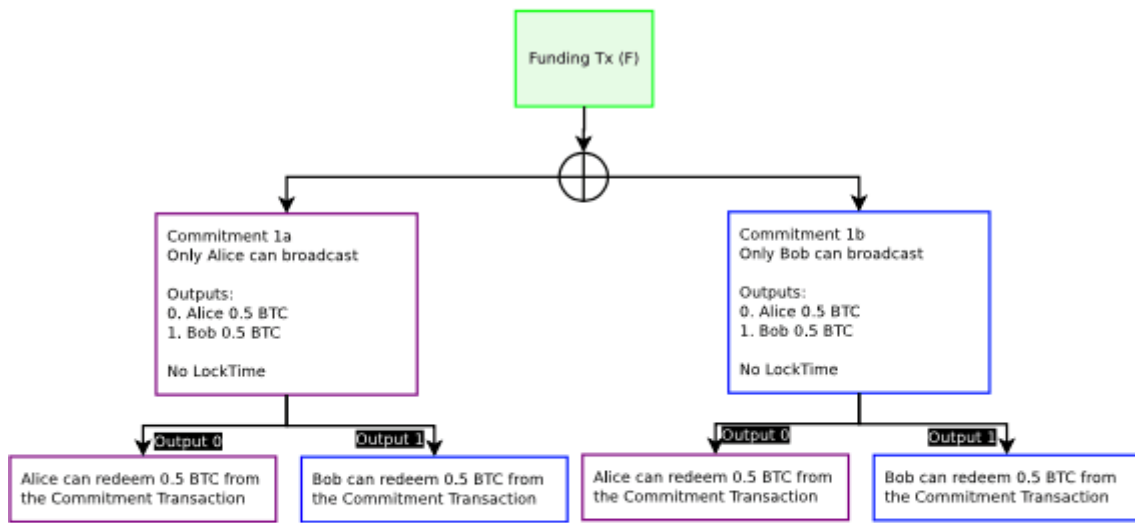 Funding Tx (F)
Commitment 1a
Only Alice can broadcast
Outputs:
0. Alice 0.5 BTC
1. Bob 0.5 BTC
No LockTime
Commitment 1b
Only Bob can broadcast
Outputs:
0. Alice 0.5 BTC
1. Bob 0.5 BTC
No LockTime
Output 0
Output 1
Output 0
Output 1
Alice can redeem 0.5 BTC from
the Commitment Transaction
Bob can redeem 0.5 BTC from
the Commitment Transaction
Alice can redeem 0.5 BTC from
the Commitment Transaction
Bob can redeem 0.5 BTC from
the Commitment Transaction